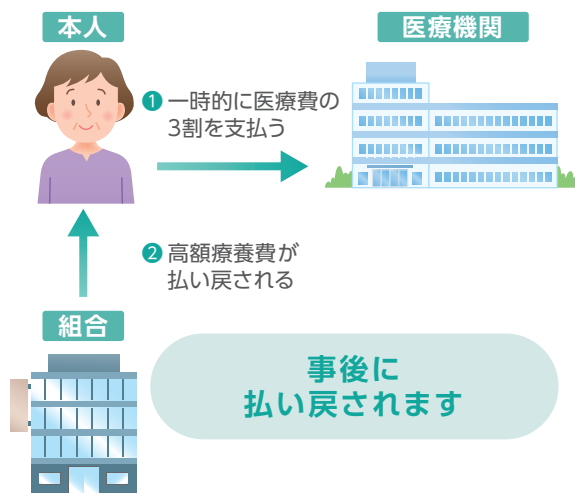 本人
医療機関
❶ 一時的に医療費の
3割を支払う
❷ 高額療養費が
払い戻される
組合
事後に
払い戻されます